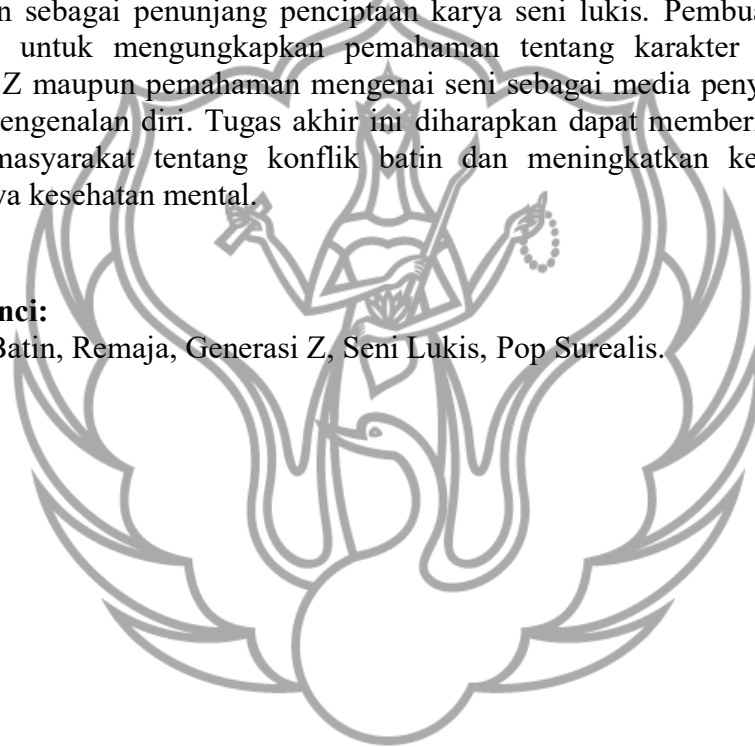 n sebagai penunjang penciptaan karya seni lukis. Pembua
untuk mengungkapkan pemahaman tentang karakter
Z maupun pemahaman mengenai seni sebagai media peny
engenalan diri. Tugas akhir ini diharapkan dapat member
masyarakat tentang konflik batin dan meningkatkan ke
ya kesehatan mental.
nci:
Batin, Remaja, Generasi Z, Seni Lukis, Pop Surealis.